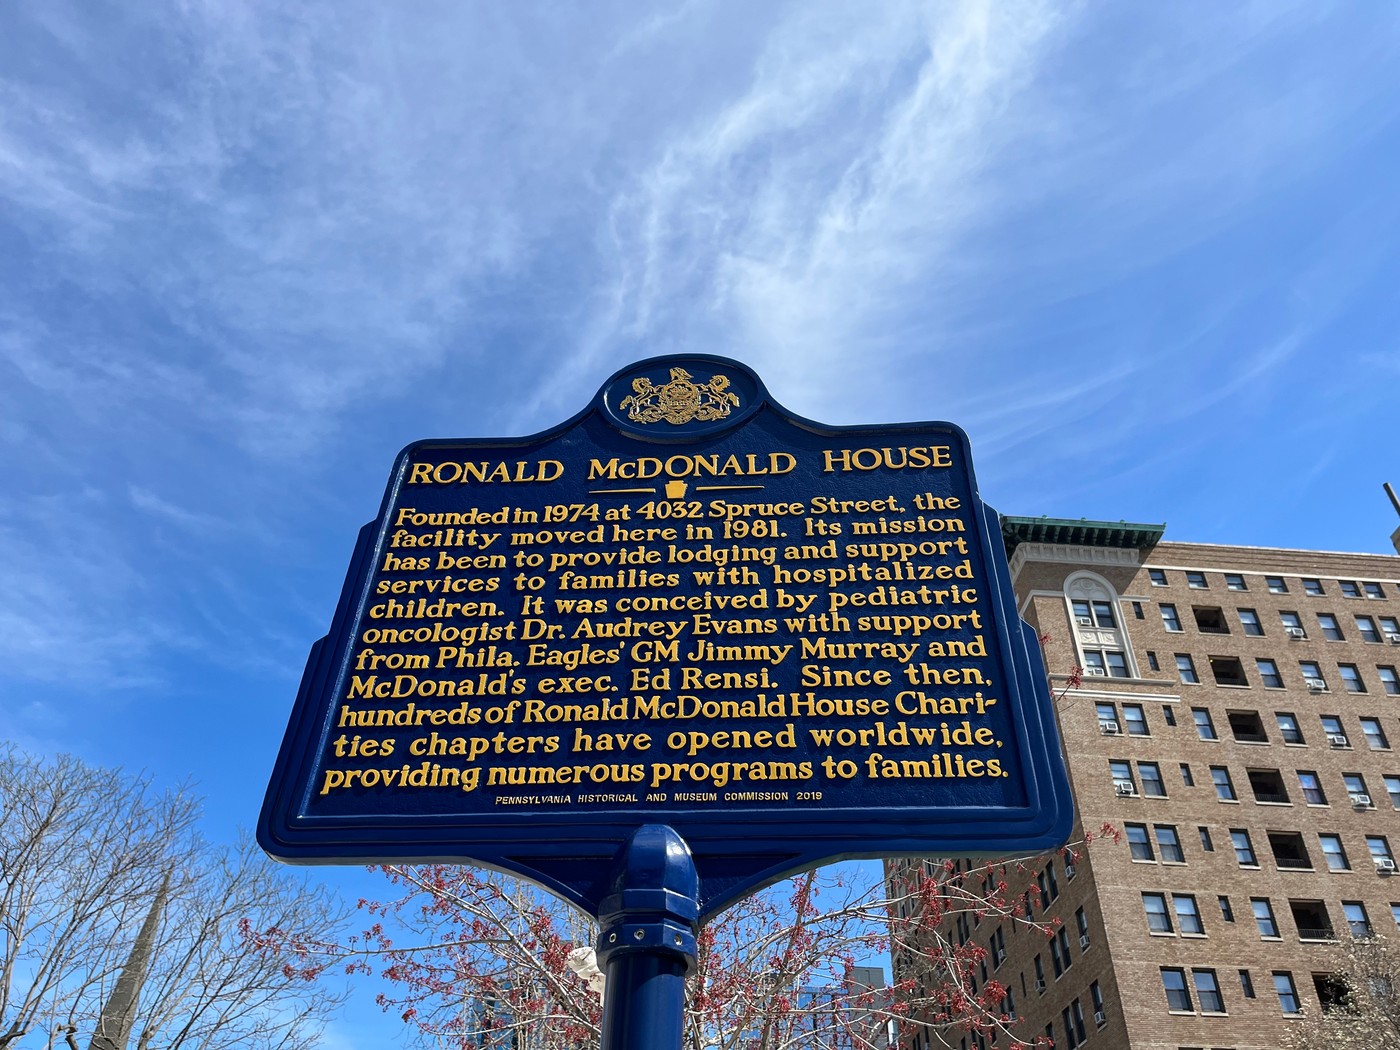 RONALD McDONALD HOUSE
Founded in 1974 at 4032 Spruce Street, the
facility moved here in 1981. Its mission
has been to provide lodging and support
services to families with hospitalized
children. It was conceived by pediatric
oncologist Dr. Audrey Evans with support
from Phila. Eagles' GM Jimmy Murray and
McDonald's exec. Ed Rensi. Since then,
hundreds of Ronald McDonald House Chari-
ties chapters have opened worldwide,
providing numerous programs to families.
PENNSYLVANIA HISTORICAL AND MUSEUM COMMISSION 2019